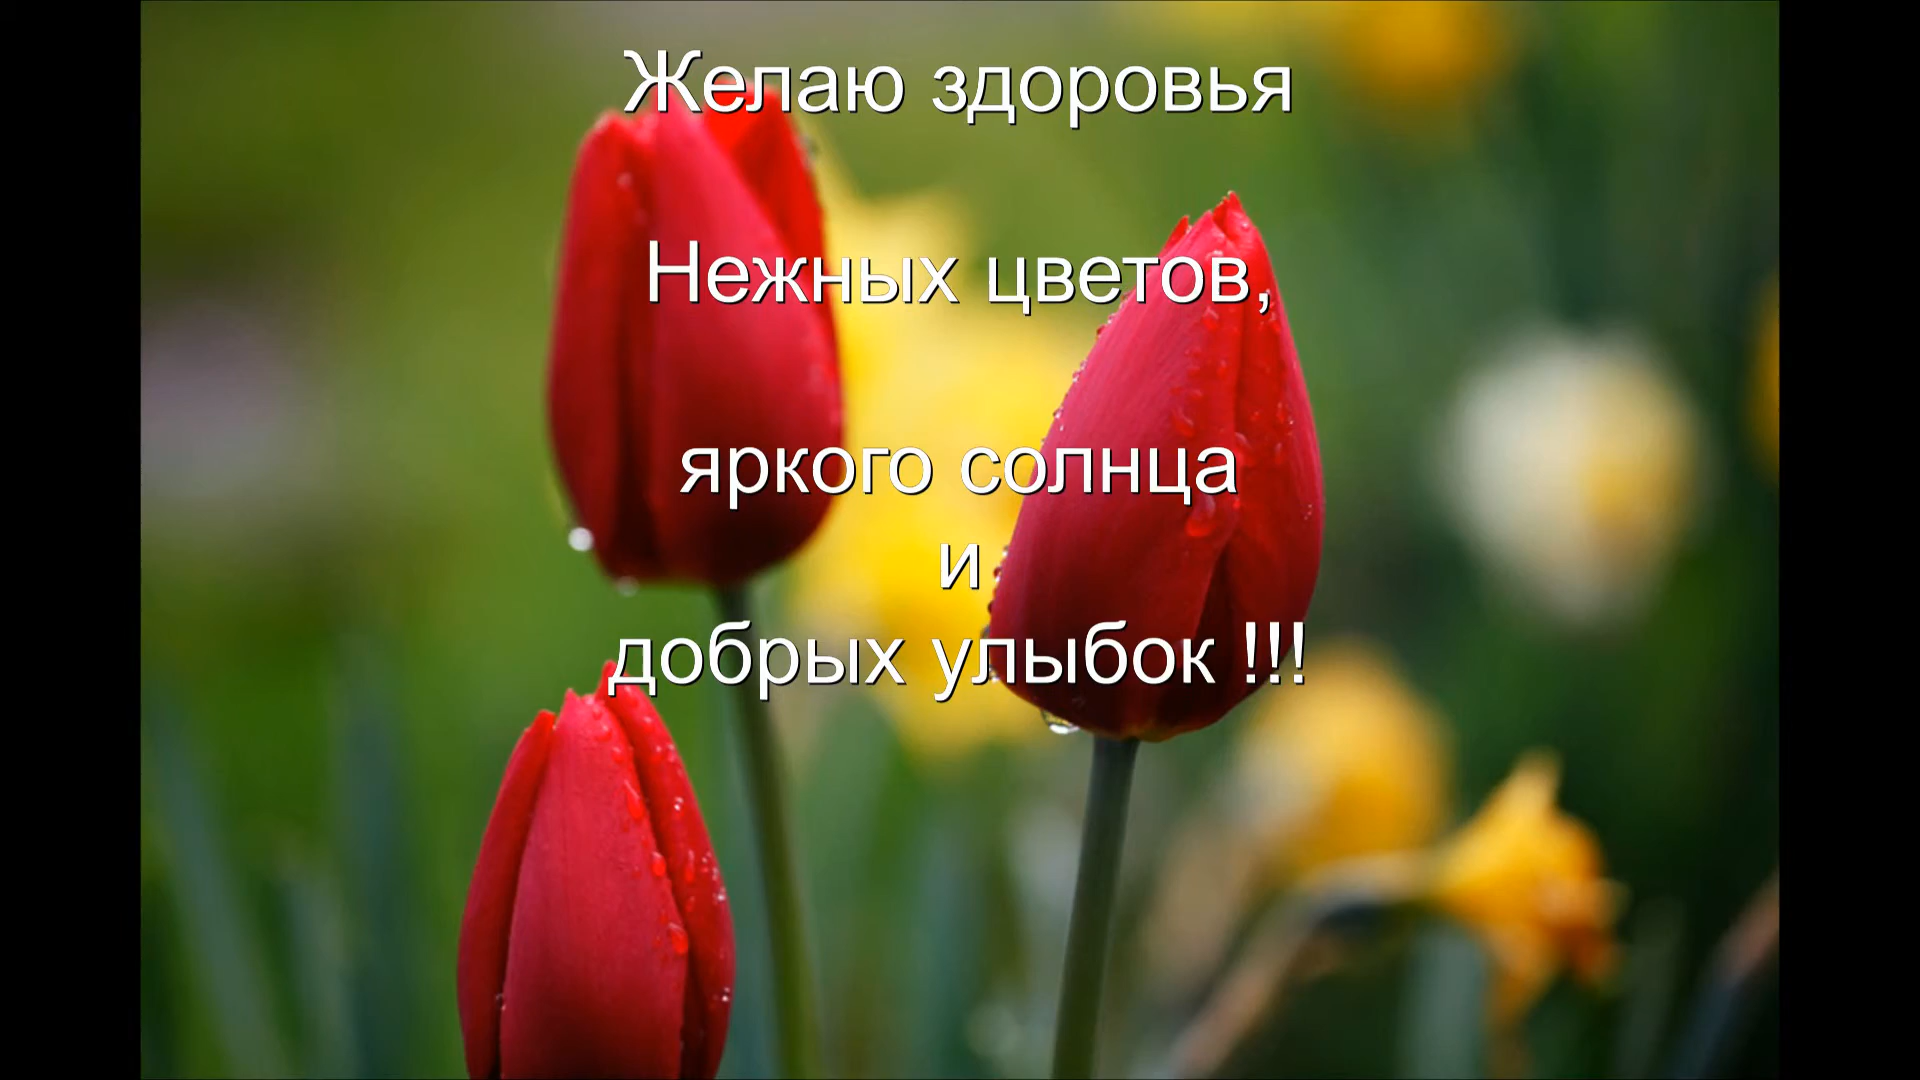 Желаю здоровья
Нежных цветов,
яркого солнца
и
добрых улыбок !!!